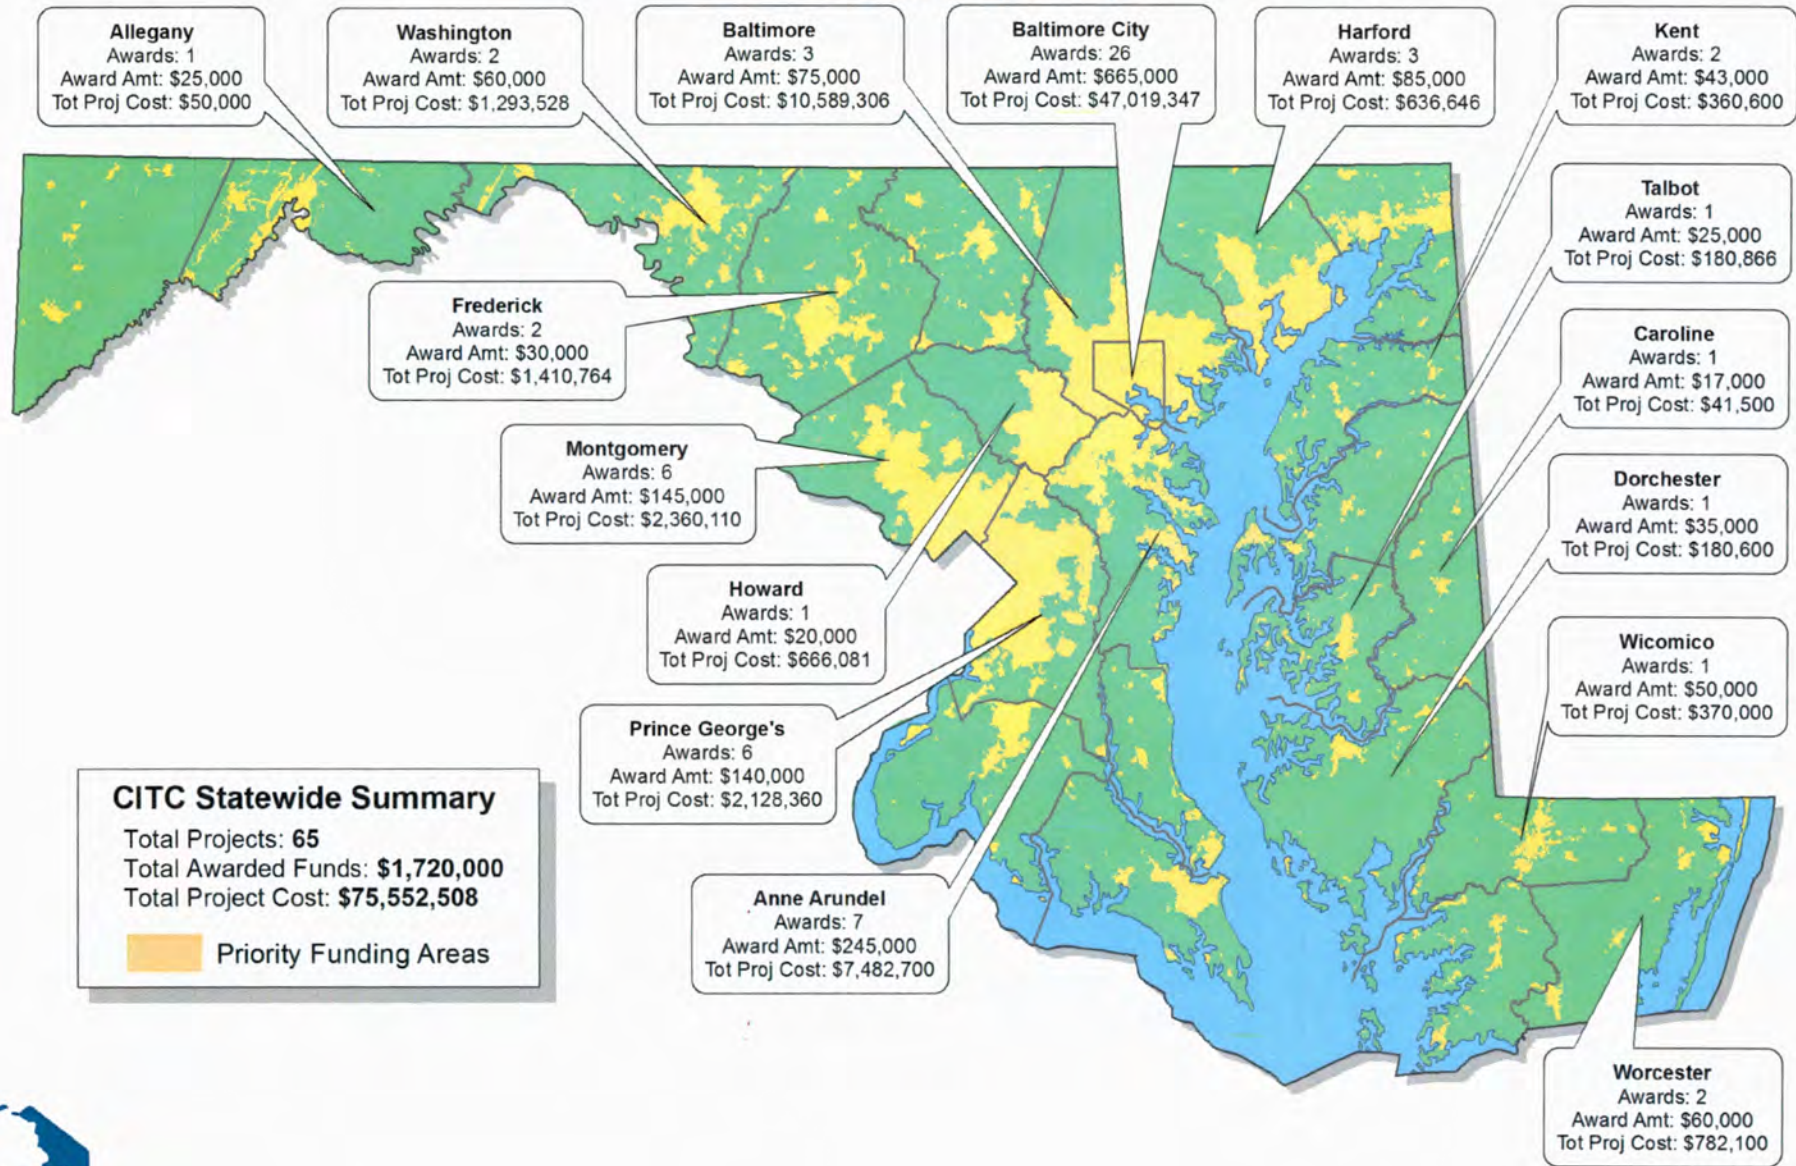 Allegany
Awards: 1
Award Amt: $25,000
Tot Proj Cost: $50,000
Washington
Awards: 2
Award Amt: $60,000
Tot Proj Cost: $1,293,528
Baltimore
Awards: 3
Award Amt: $75,000
Tot Proj Cost: $10,589,306
Baltimore City
Awards: 26
Award Amt: $665,000
Tot Proj Cost: $47,019,347
Harford
Awards: 3
Award Amt: $85,000
Tot Proj Cost: $636,646
Kent
Awards: 2
Award Amt: $43,000
Tot Proj Cost: $360,600
Talbot
Awards: 1
Award Amt: $25,000
Tot Proj Cost: $180,866
Frederick
Awards: 2
Award Amt: $30,000
Tot Proj Cost: $1,410,764
Caroline
Awards: 1
Award Amt: $17,000
Tot Proj Cost: $41,500
Montgomery
Awards: 6
Award Amt: $145,000
Tot Proj Cost: $2,360,110
Dorchester
Awards: 1
Award Amt: $35,000
Tot Proj Cost: $180,600
Howard
Awards: 1
Award Amt: $20,000
Tot Proj Cost: $666,081
Wicomico
Awards: 1
Award Amt: $50,000
Tot Proj Cost: $370,000
Prince George's
Awards: 6
Award Amt: $140,000
Tot Proj Cost: $2,128,360
CITC Statewide Summary
Total Projects: 65
Total Awarded Funds: $1,720,000
Total Project Cost: $75,552,508
Priority Funding Areas
Anne Arundel
Awards: 7
Award Amt: $245,000
Tot Proj Cost: $7,482,700
Worcester
Awards: 2
Award Amt: $60,000
Tot Proj Cost: $782,100